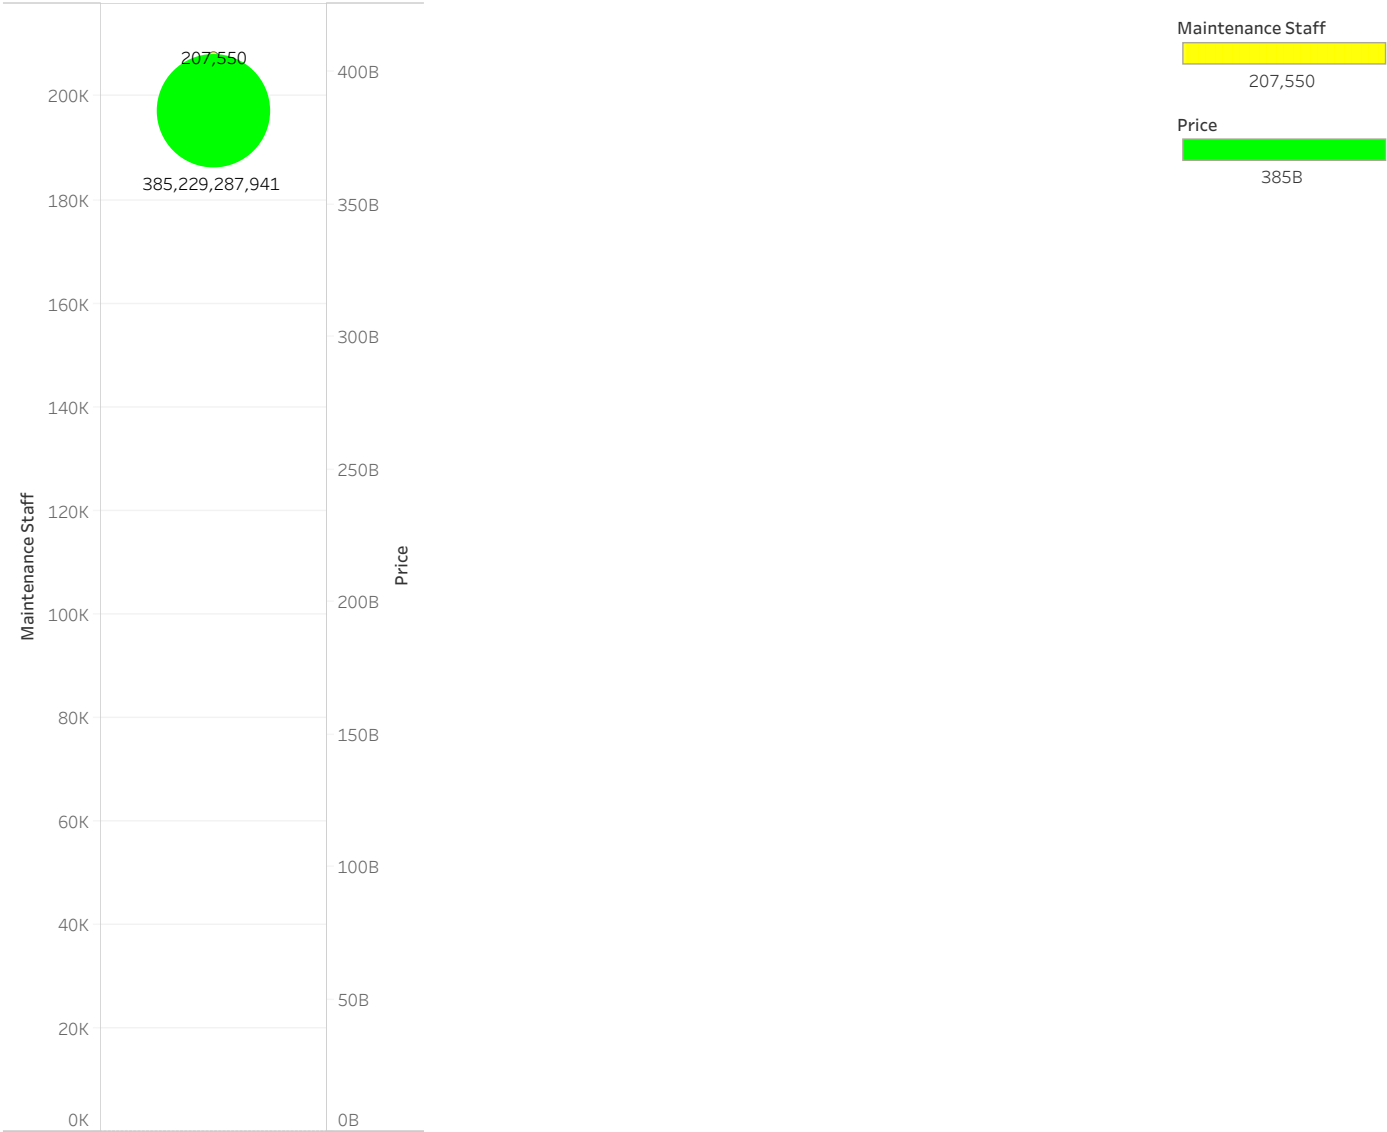 Maintenance Staff
200K
180K
160K
140K
120K
100K
80K
60K
40K
20K
0K
207,550
385,229,287,941
400B
350B
300B
250B
200B
150B
100B
50B
0B
Price
Maintenance Staff
207,550
Price
385B